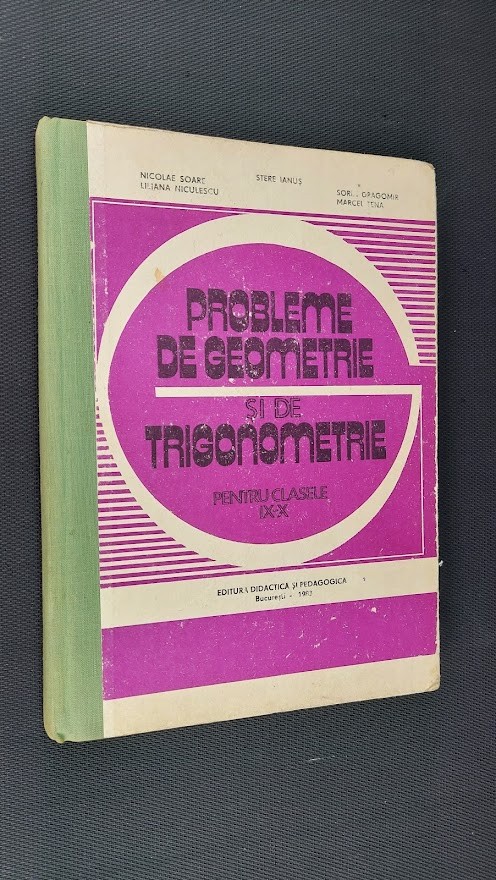 NICOLAE SOARE
LILIANA NICULESCU
STERE IANUȘ
DRAGOMIR
MARCEL ȚENA
PROBLEME
DE GEOMETRIE
ȘI DE
TRIGONOMETRIE
PENTRU CLASELE
IX-X
EDITURA DIDACTICĂ ȘI PEDAGOGICĂ
București -